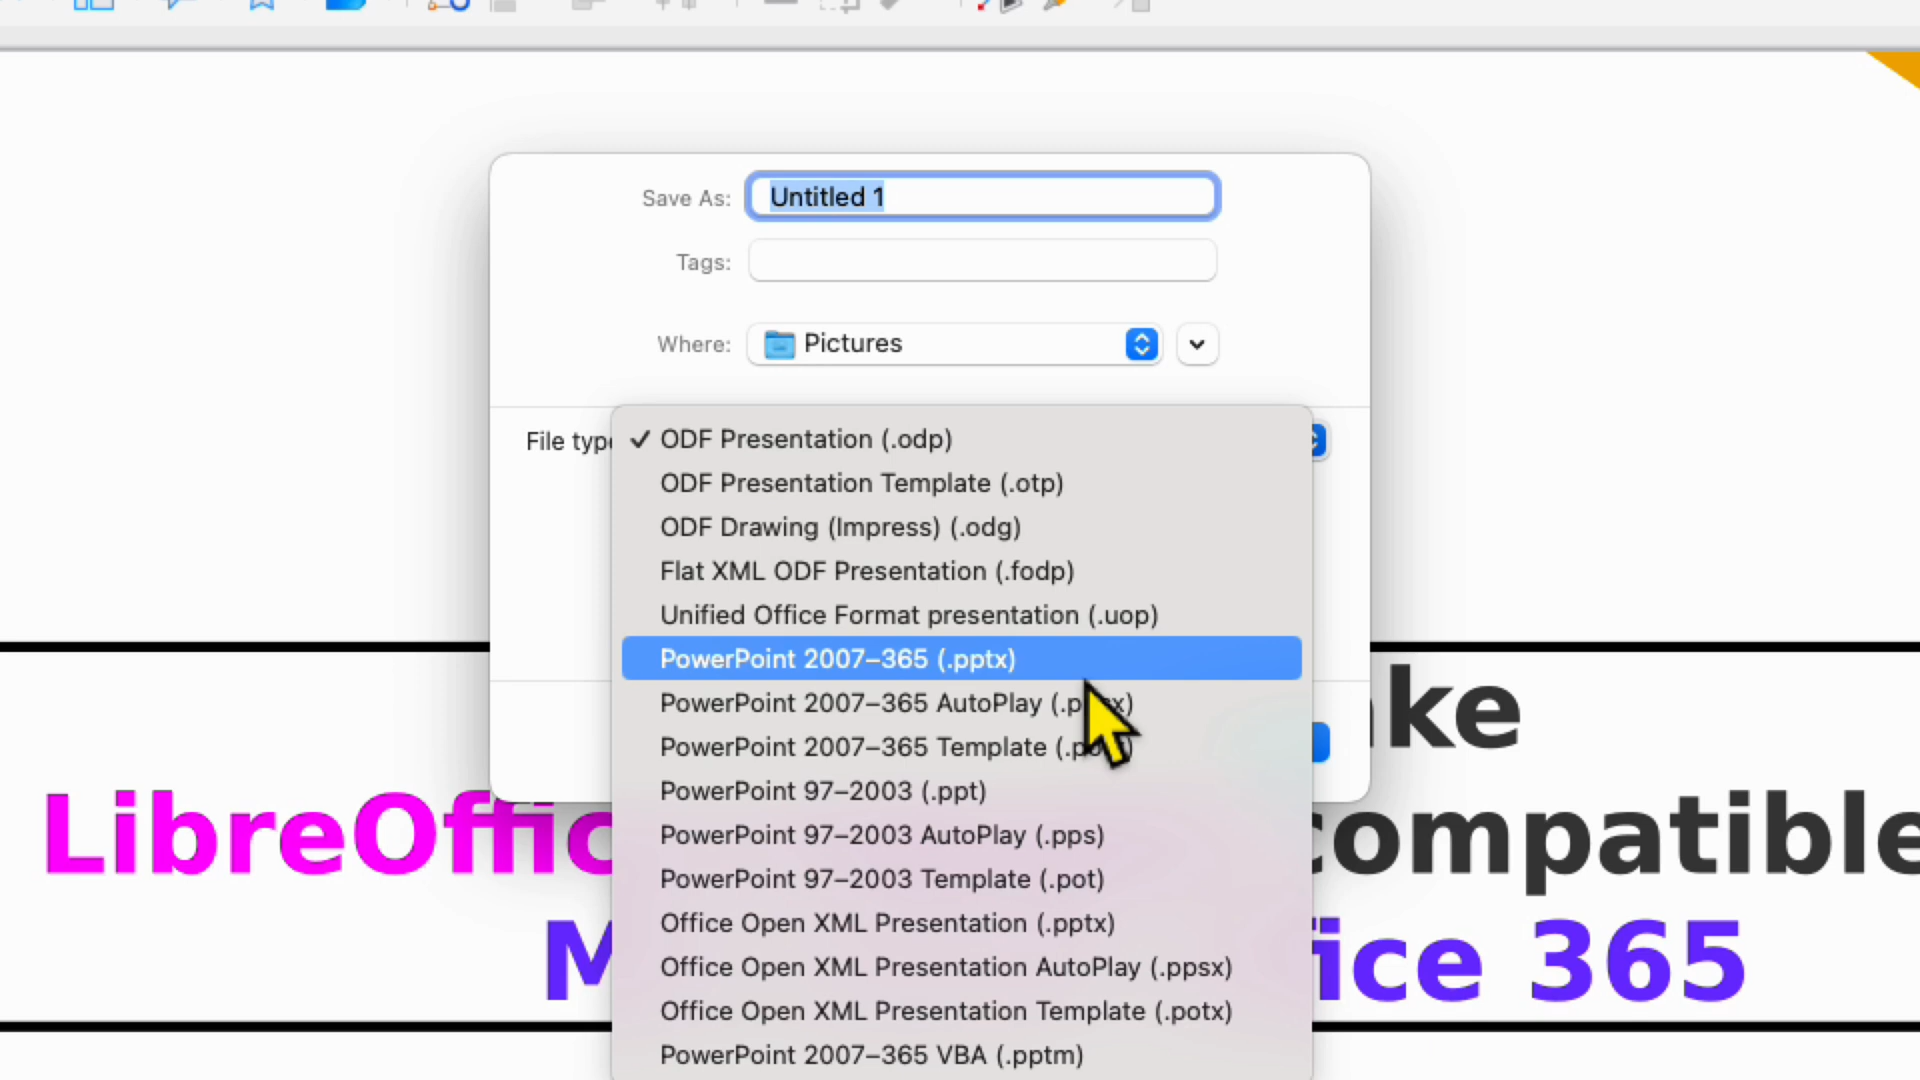 Save As: Untitled 1
Tags:
Where: Pictures
File type
✓ ODF Presentation (.odp)
ODF Presentation Template (.otp)
ODF Drawing (Impress) (.odg)
Flat XML ODF Presentation (.fodp)
Unified Office Format presentation (.uop)
PowerPoint 2007–365 (.pptx)
PowerPoint 2007–365 AutoPlay
PowerPoint 2007–365 Template
PowerPoint 97–2003 (.ppt)
PowerPoint 97–2003 AutoPlay (.pps)
PowerPoint 97–2003 Template (.pot)
Office Open XML Presentation (.pptx)
Office Open XML Presentation AutoPlay (.ppsx)
Office Open XML Presentation Template (.potx)
PowerPoint 2007–365 VBA (.pptm)
ke
LibreOffic compatible
M ice 365